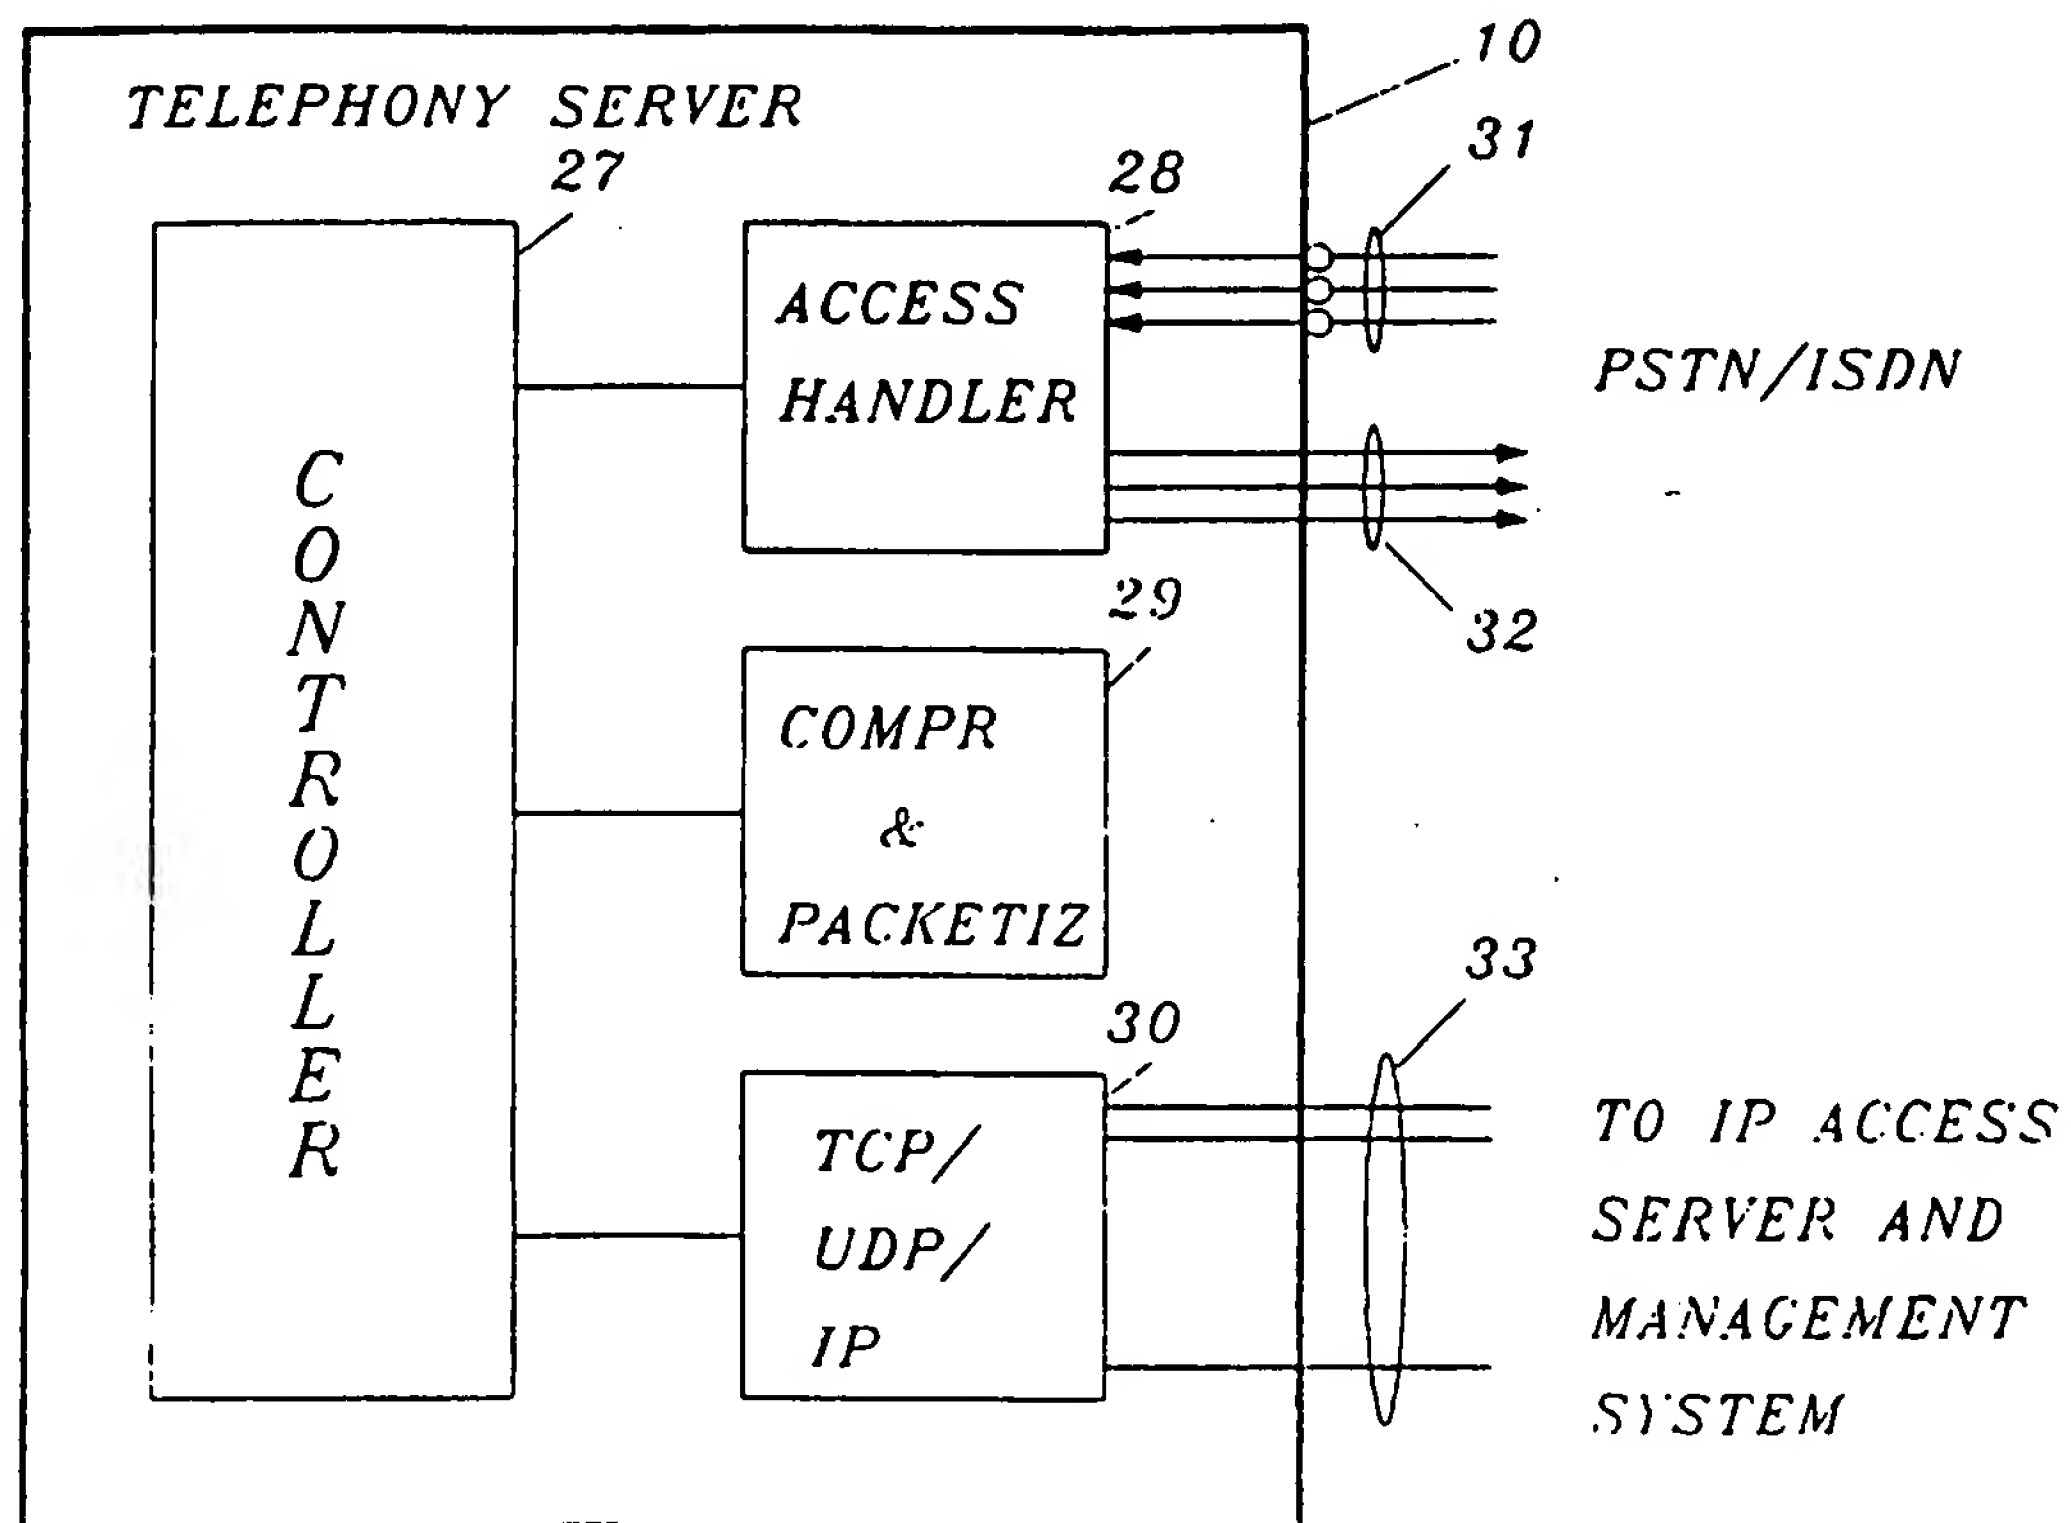 10
TELEPHONY SERVER
31
27
28
ACCESS
HANDLER
PSTN/ISDN
CONTROLLER
29
32
COMPR
&
PACKETIZ
33
30
TCP/
UDP/
IP
TO IP ACCESS
SERVER AND
MANAGEMENT
SYSTEM